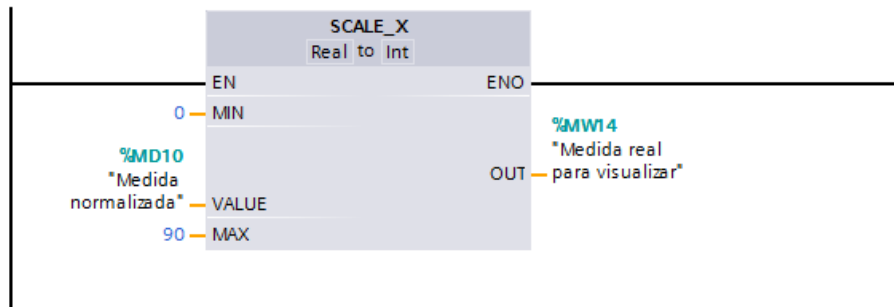 SCALE_X
Real to Int
EN ENO
0 MIN
%MW14
"Medida real
para visualizar"
OUT
%MD10
"Medida
normalizada"
VALUE
90 MAX